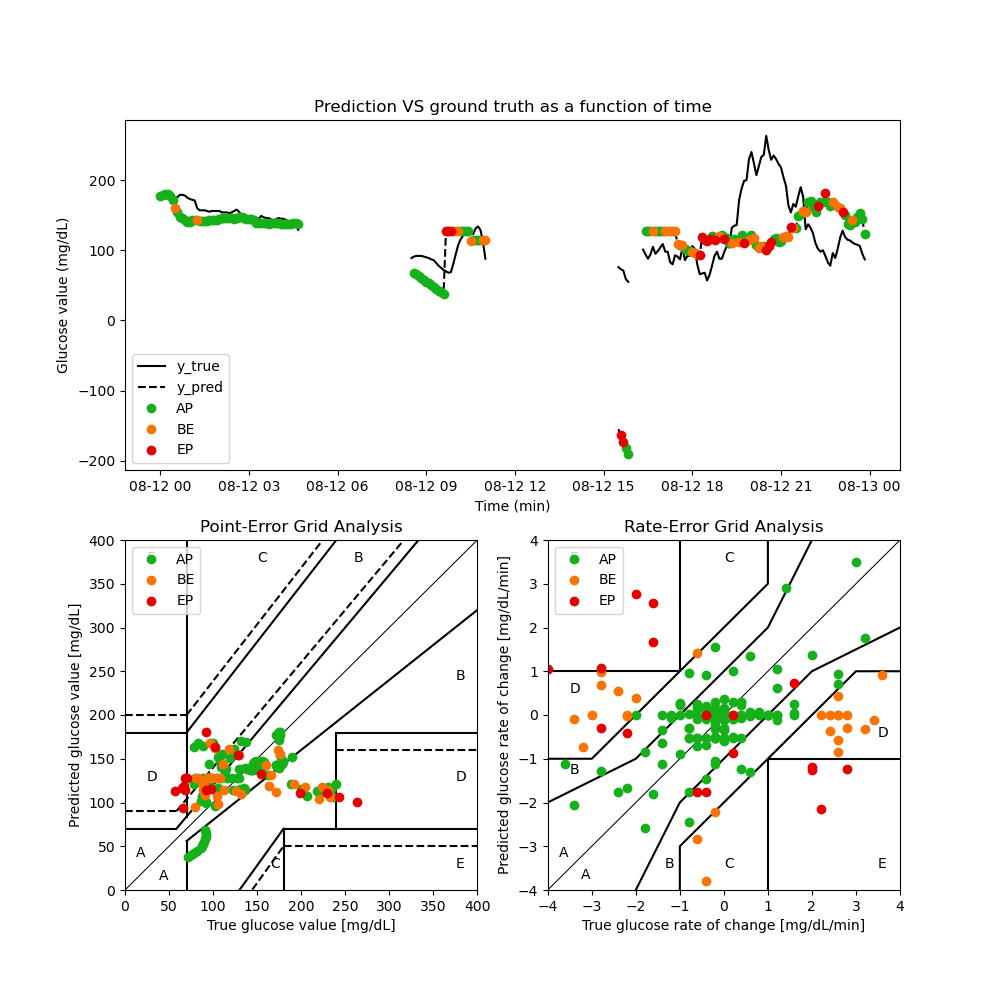 Prediction VS ground truth as a function of time
Glucose value (mg/dL)
200
100
0
−100
−200
y_true
y_pred
AP
BE
EP
08-12 00 08-12 03 08-12 06 08-12 09 08-12 12 08-12 15 08-12 18 08-12 21 08-13 00
Time (min)
Point-Error Grid Analysis
Predicted glucose value [mg/dL]
400
350
300
250
200
150
100
50
0
AP
BE
EP
C
B
B
D
D
A
A
C
E
0 50 100 150 200 250 300 350 400
True glucose value [mg/dL]
Rate-Error Grid Analysis
Predicted glucose rate of change [mg/dL/min]
4
3
2
1
0
−1
−2
−3
−4
AP
BE
EP
C
D
D
B
A
A
B
C
E
−4 −3 −2 −1 0 1 2 3 4
True glucose rate of change [mg/dL/min]